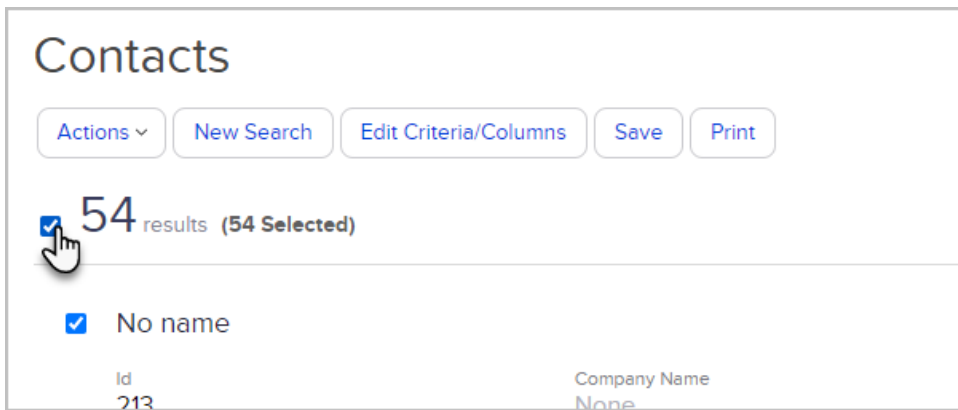 Contacts
Actions New Search Edit Criteria/Columns Save Print
54 results (54 Selected)
No name
Id Company Name
213 None